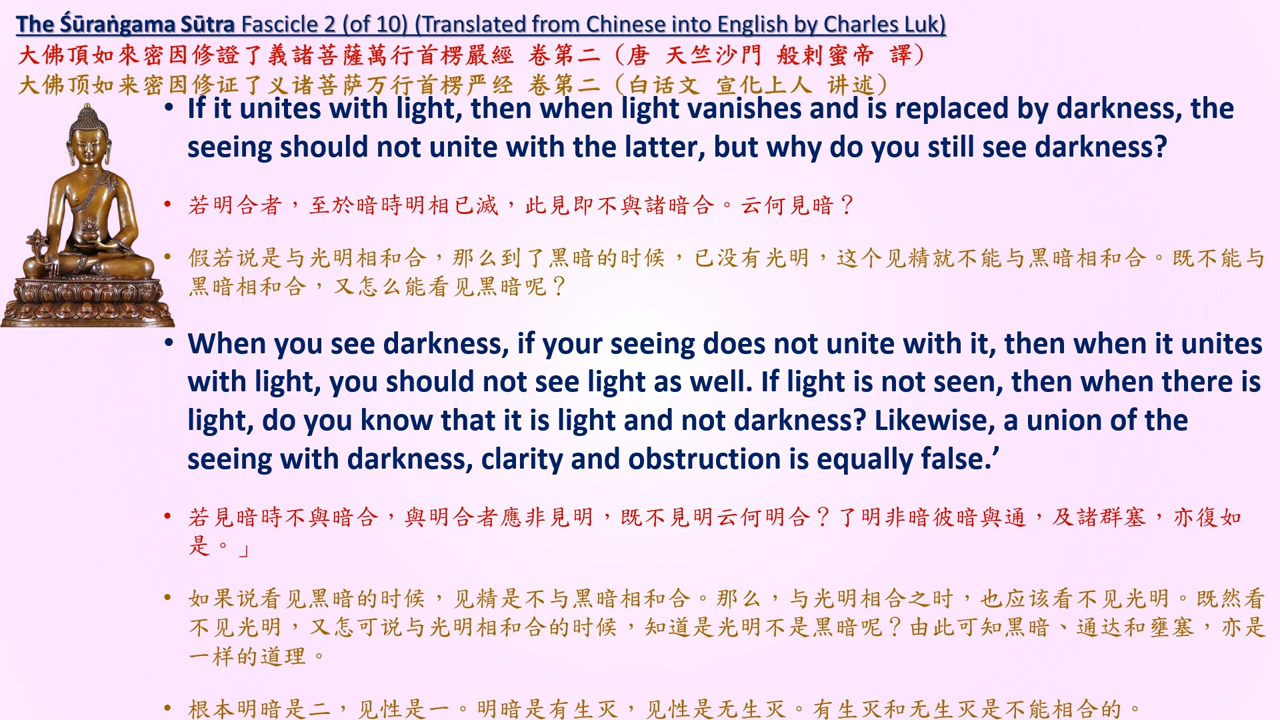 The Śūraṅgama Sūtra Fascicle 2 (of 10) (Translated from Chinese into English by Charles Luk)
大佛頂如來密因修證了義諸菩薩萬行首楞嚴經 卷第二（唐 天竺沙門 般剌蜜帝 譯）
大佛顶如来密因修证了义诸菩萨万行首楞严经 卷第二（白话文 宣化上人 讲述）
• If it unites with light, then when light vanishes and is replaced by darkness, the
seeing should not unite with the latter, but why do you still see darkness?
• 若明合者，至於暗時明相已滅，此見即不與諸暗合。云何見暗？
• 假若说是与光明相和合，那么到了黑暗的时候，已没有光明，这个见精就不能与黑暗相和合。既不能与
黑暗相和合，又怎么能看见黑暗呢？
• When you see darkness, if your seeing does not unite with it, then when it unites
with light, you should not see light as well. If light is not seen, then when there is
light, do you know that it is light and not darkness? Likewise, a union of the
seeing with darkness, clarity and obstruction is equally false.’
• 若見暗時不與暗合，與明合者應非見明，既不見明云何明合？了明非暗彼暗與通，及諸群塞，亦復如
是。」
• 如果说看见黑暗的时候，见精是不与黑暗相和合。那么，与光明相合之时，也应该看不见光明。既然看
不见光明，又怎可说与光明相和合的时候，知道是光明不是黑暗呢？由此可知黑暗、通达和壅塞，亦是
一样的道理。
• 根本明暗是二，见性是一。明暗是有生灭，见性是无生灭。有生灭和无生灭是不能相合的。